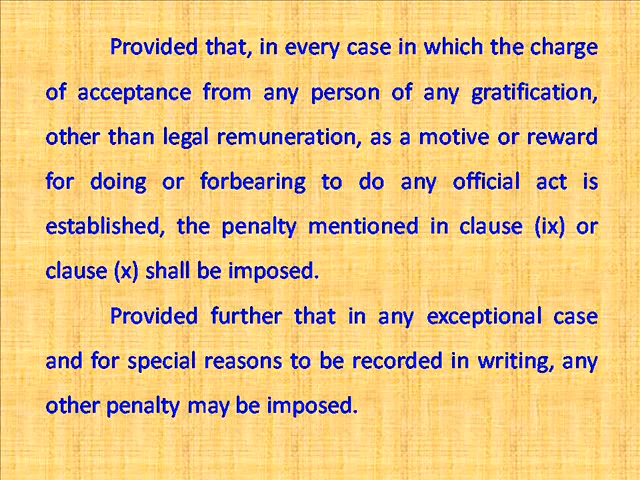 Provided that, in every case in which the charge
of acceptance from any person of any gratification,
other than legal remuneration, as a motive or reward
for doing or forbearing to do any official act is
established, the penalty mentioned in clause (ix) or
clause (x) shall be imposed.
Provided further that in any exceptional case
and for special reasons to be recorded in writing, any
other penalty may be imposed.